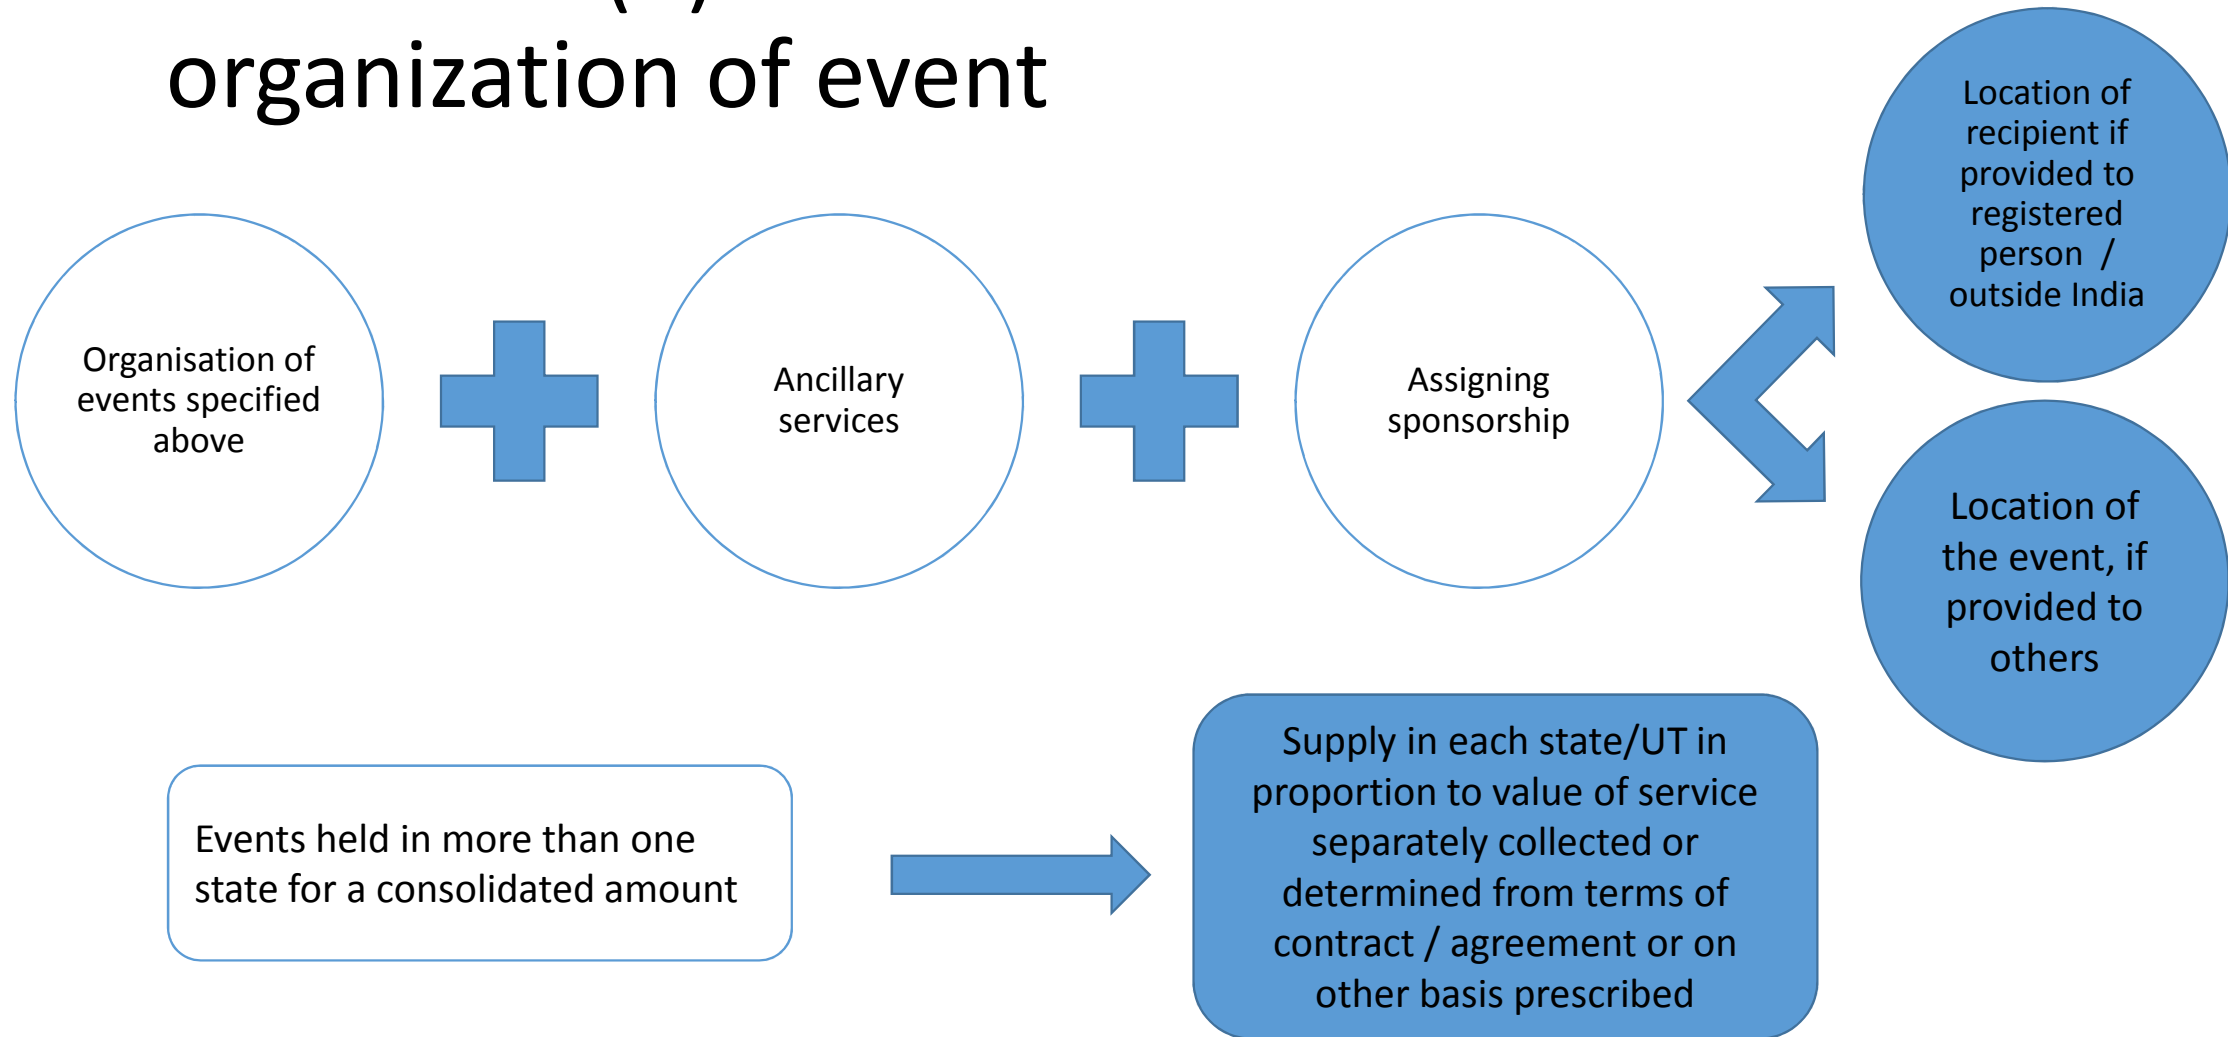 organization of event
Location of
recipient if
provided to
registered
person  /
outside India
Organisation of
events specified
above
Ancillary
services
Assigning
sponsorship
Location of
the event, if
provided to
others
Events held in more than one
state for a consolidated amount
Supply in each state/UT in
proportion to value of service
separately collected or
determined from terms of
contract / agreement or on
other basis prescribed